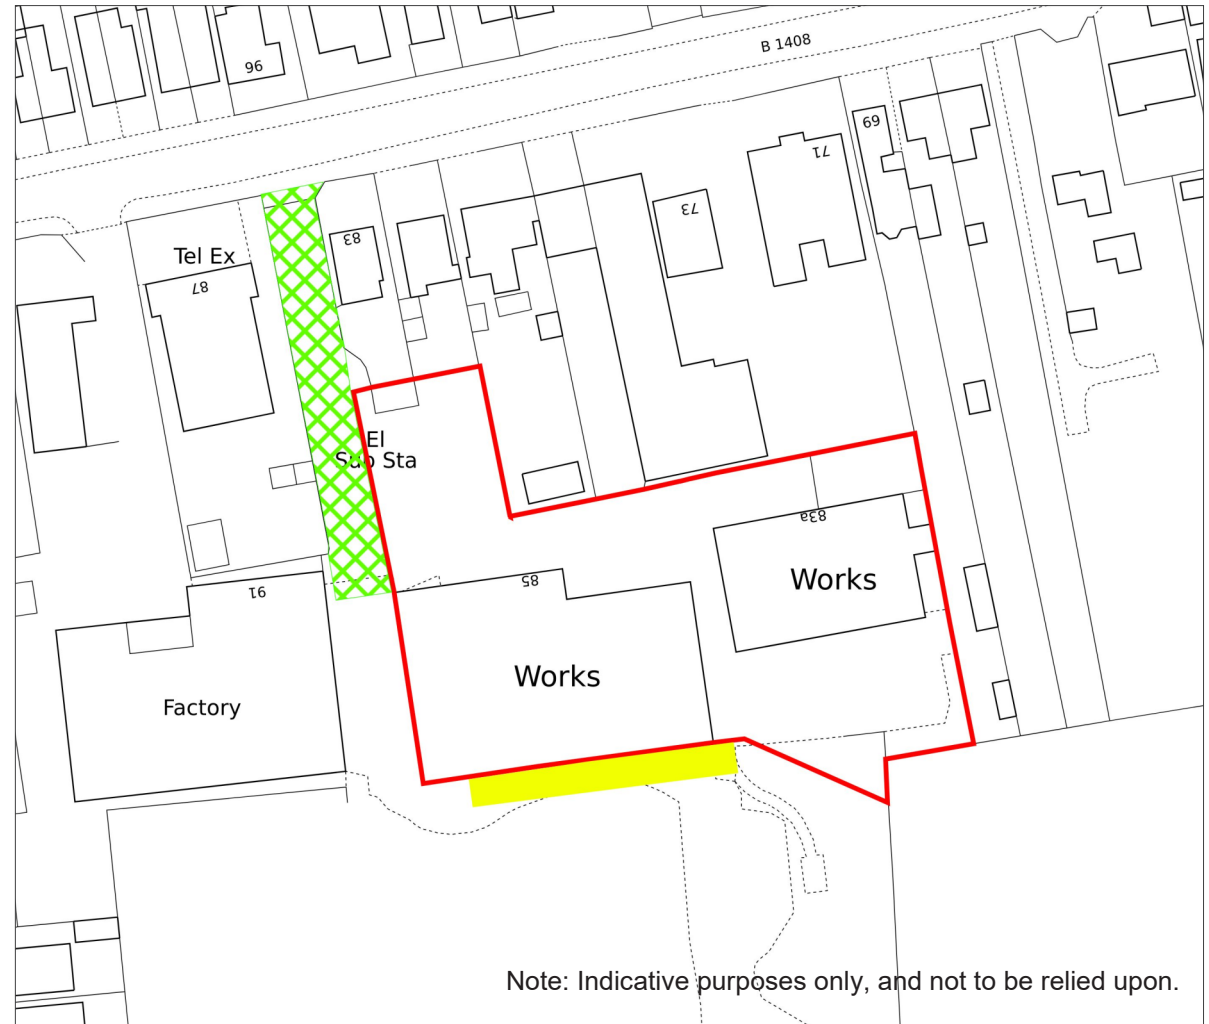 B 1408
96
69
71
73
83
Tel Ex
87
El
Sub Sta
83a
85
Works
91
Works
Factory
Note: Indicative purposes only, and not to be relied upon.